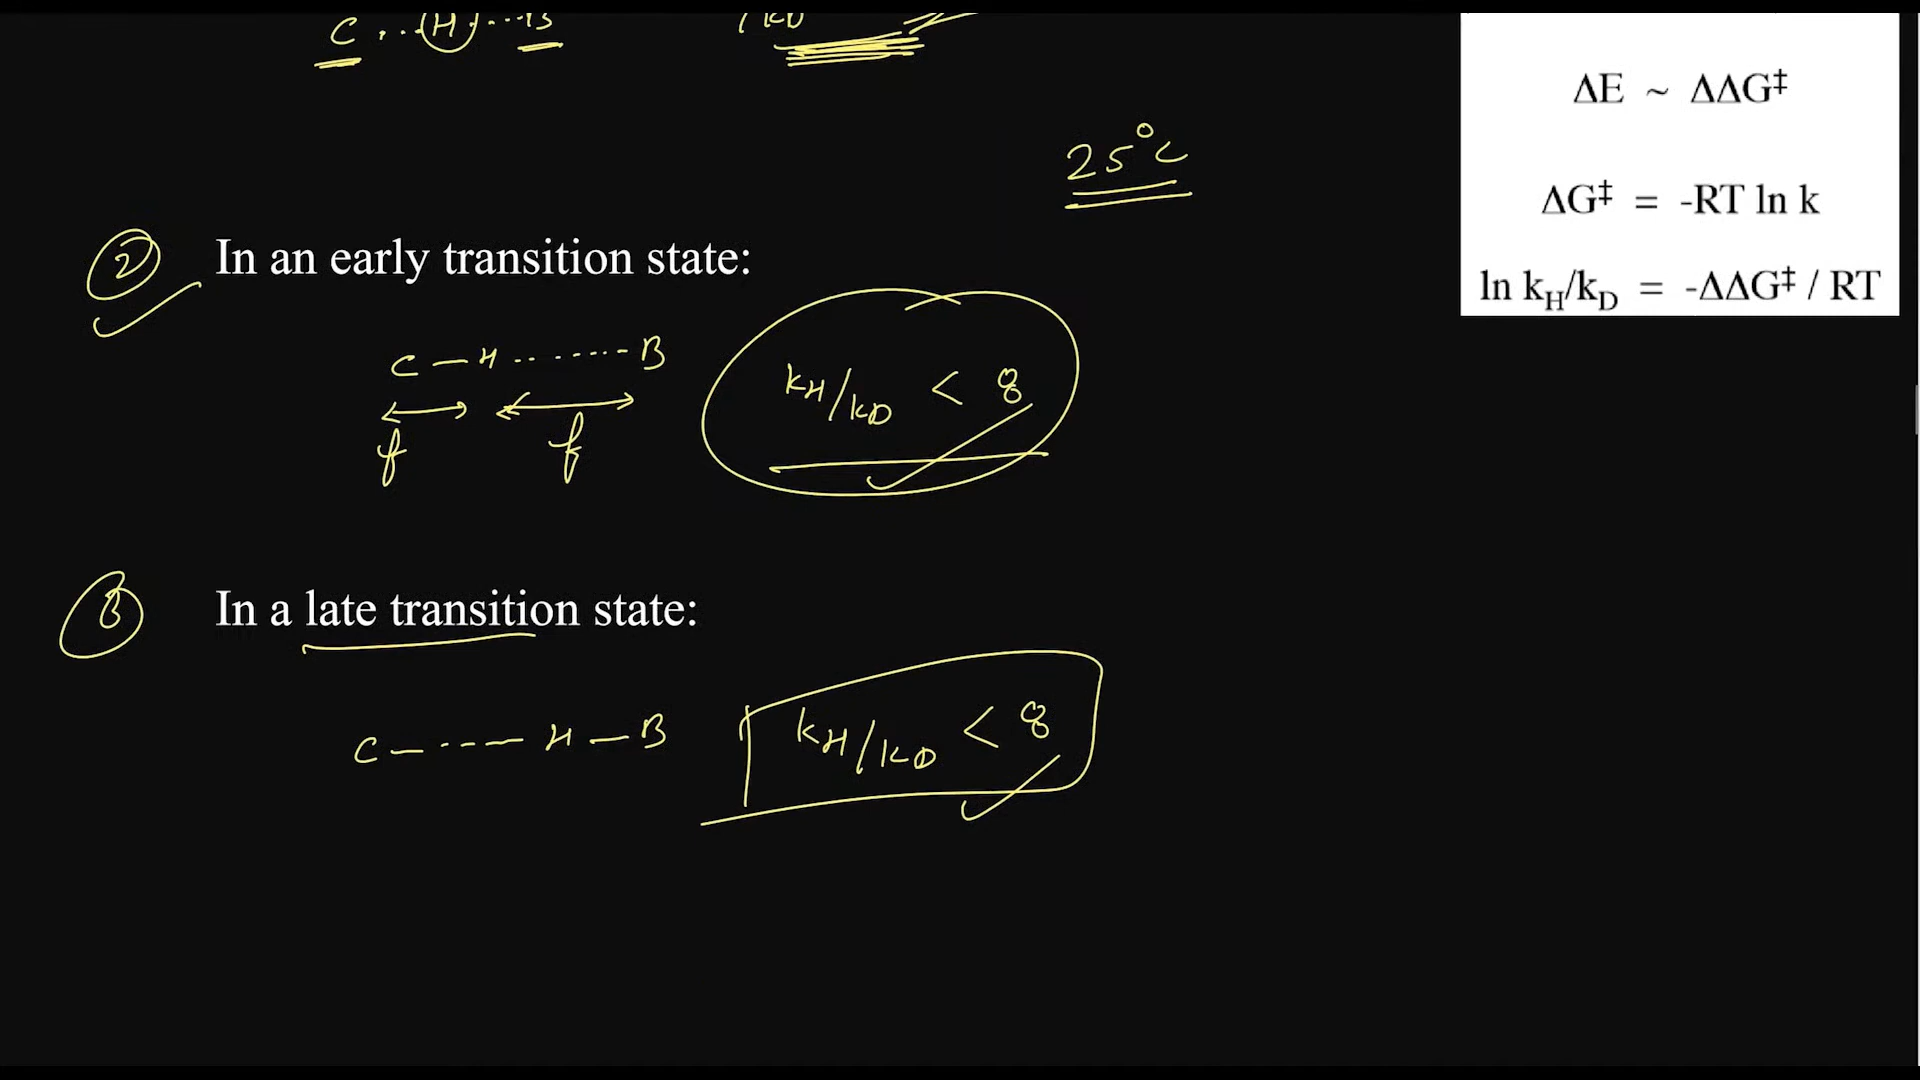 C ...(H)... B
/kD
25°C
② In an early transition state:
C — H ....... B
kH/kD < 8
f f
③ In a late transition state:
C - ... - H — B
kH/kD < 8
ΔE ~ ΔΔG‡
ΔG‡ = -RT ln k
ln kH/kD = -ΔΔG‡ / RT